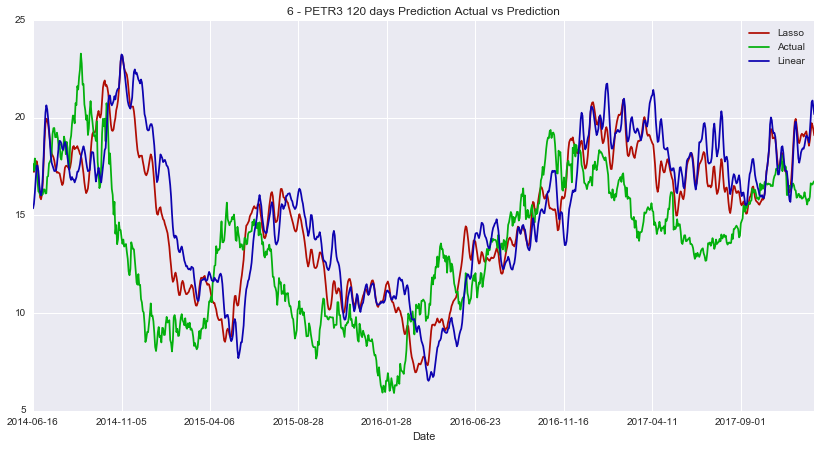 6 - PETR3 120 days Prediction Actual vs Prediction
25
20
15
10
5
Lasso
Actual
Linear
2014-06-16 2014-11-05 2015-04-06 2015-08-28 2016-01-28 2016-06-23 2016-11-16 2017-04-11 2017-09-01
Date